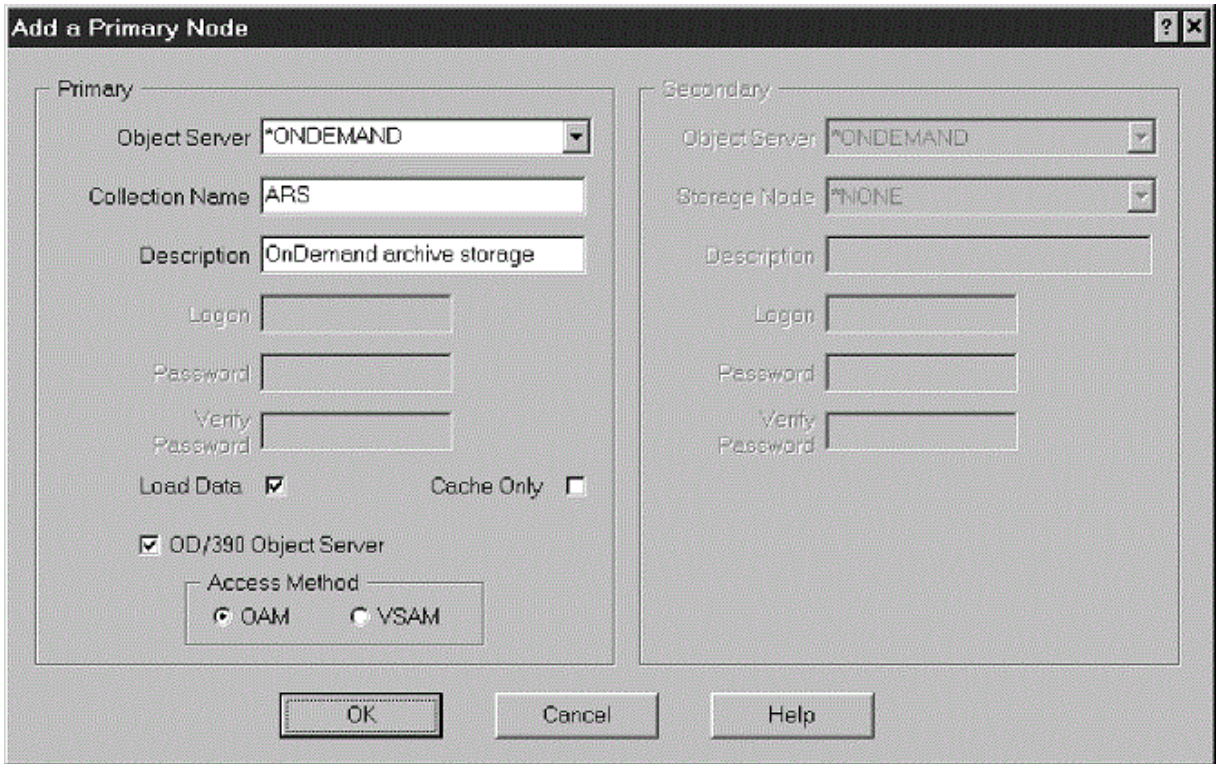 Add a Primary Node
Primary
Object Server *ONDEMAND
Collection Name ARS
Description OnDemand archive storage
Logon
Password
Verify
Password
Load Data Cache Only
OD/390 Object Server
Access Method
OAM VSAM
Secondary
Object Server *ONDEMAND
Storage Node *NONE
Description
Logon
Password
Verify
Password
OK Cancel Help